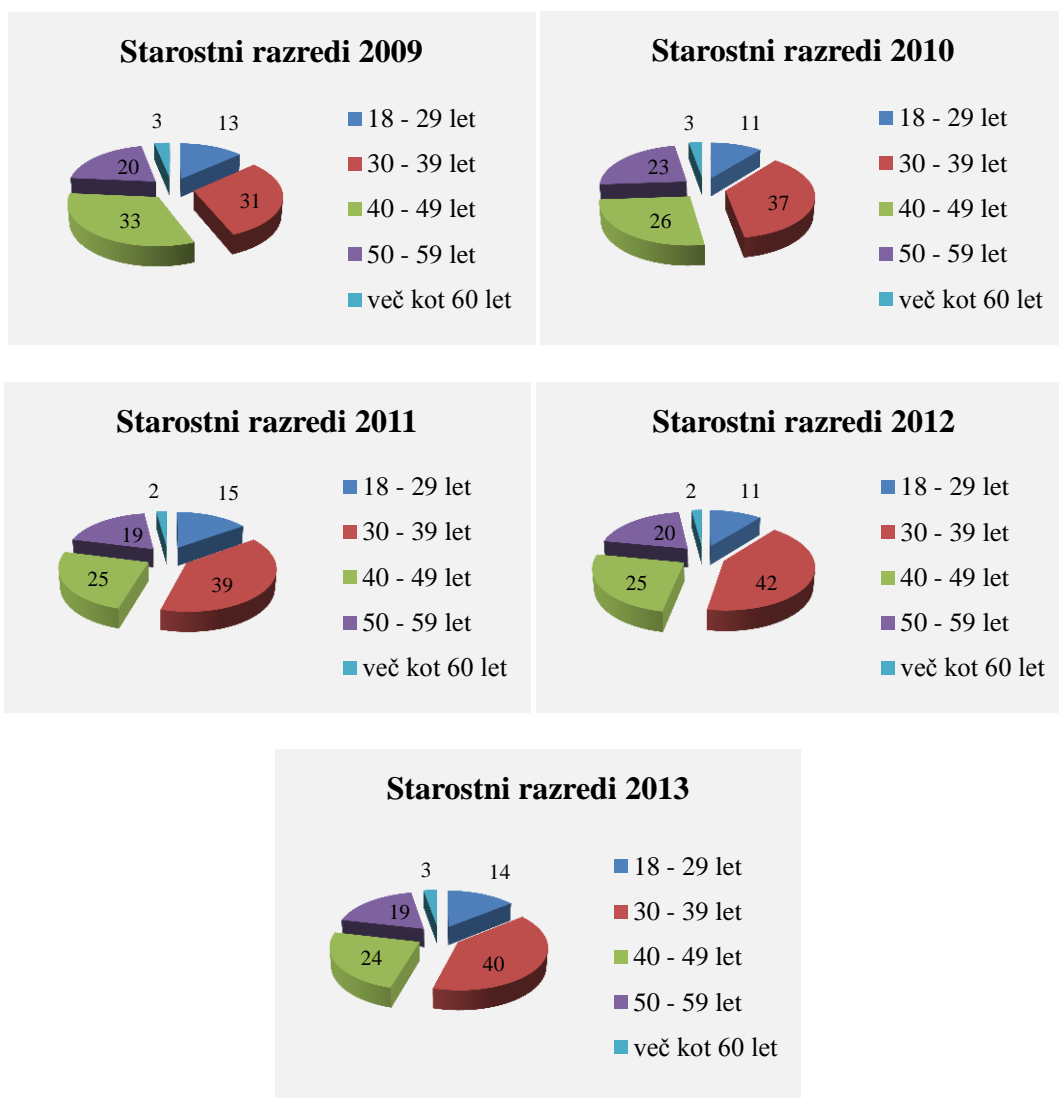 Starostni razredi 2009
3
13
20
31
33
18 - 29 let
30 - 39 let
40 - 49 let
50 - 59 let
več kot 60 let
Starostni razredi 2010
3
11
23
37
26
18 - 29 let
30 - 39 let
40 - 49 let
50 - 59 let
več kot 60 let
Starostni razredi 2011
2
15
19
25
39
18 - 29 let
30 - 39 let
40 - 49 let
50 - 59 let
več kot 60 let
Starostni razredi 2012
2
11
20
25
42
18 - 29 let
30 - 39 let
40 - 49 let
50 - 59 let
več kot 60 let
Starostni razredi 2013
3
14
19
24
40
18 - 29 let
30 - 39 let
40 - 49 let
50 - 59 let
več kot 60 let